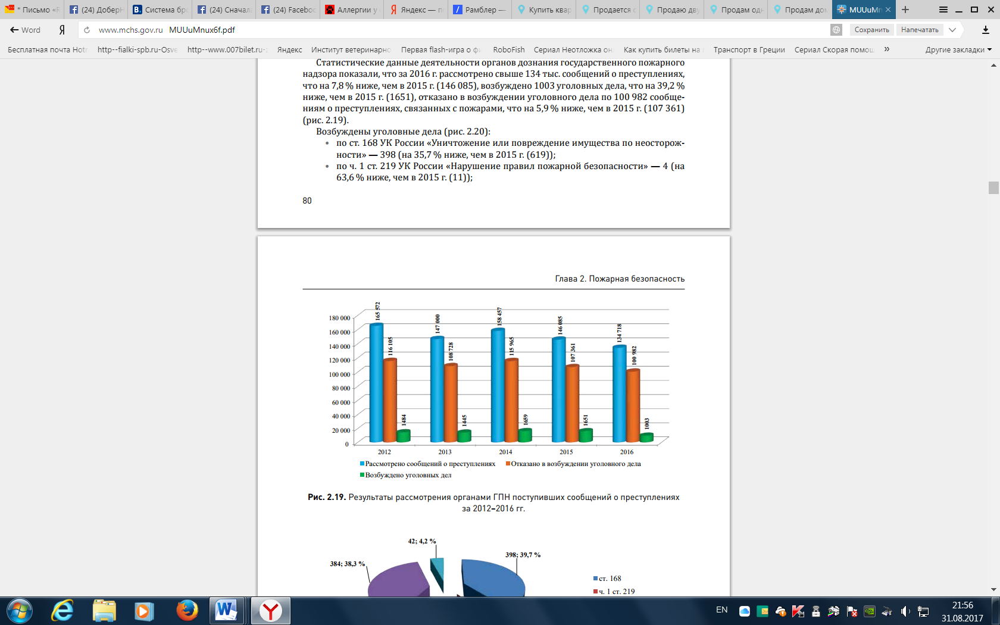 * Письмо «R
(24) ДоберН
Система бро
(24) Сначала
(24) Faceboc
Аллергии у
Яндекс — п
Рамблер —
Купить квар
Продается с
Продаю дву
Продам одн
Продам дом
MUUuMn
Word
www.mchs.gov.ru MUUuMnux6f.pdf
Сохранить
Напечатать
Бесплатная почта Hotr
http--fialki-spb.ru-Osve
http--www.007bilet.ru-z
Яндекс
Институт ветеринарно
Первая flash-игра о фи
RoboFish
Сериал Неотложка он
Как купить билеты на
Транспорт в Греции
Сериал Скорая помощ
»
Другие закладки
Статистические данные деятельности органов дознания государственного пожарного
надзора показали, что за 2016 г. рассмотрено свыше 134 тыс. сообщений о преступлениях,
что на 7,8 % ниже, чем в 2015 г. (146 085), возбуждено 1003 уголовных дела, что на 39,2 %
ниже, чем в 2015 г. (1651), отказано в возбуждении уголовного дела по 100 982 сообще-
ниям о преступлениях, связанных с пожарами, что на 5,9 % ниже, чем в 2015 г. (107 361)
(рис. 2.19).
Возбуждены уголовные дела (рис. 2.20):
• по ст. 168 УК России «Уничтожение или повреждение имущества по неосторож-
ности» — 398 (на 35,7 % ниже, чем в 2015 г. (619));
• по ч. 1 ст. 219 УК России «Нарушение правил пожарной безопасности» — 4 (на
63,6 % ниже, чем в 2015 г. (11));
80
Глава 2. Пожарная безопасность
180 000
160 000
140 000
120 000
100 000
80 000
60 000
40 000
20 000
0
165 572
116 105
1484
147 000
108 728
1445
158 457
115 965
1659
146 085
107 361
1651
134 718
100 982
1003
2012
2013
2014
2015
2016
Рассмотрено сообщений о преступлениях
Отказано в возбуждении уголовного дела
Возбуждено уголовных дел
Рис. 2.19. Результаты рассмотрения органами ГПН поступивших сообщений о преступлениях
за 2012–2016 гг.
42; 4,2 %
398; 39,7 %
384; 38,3 %
ст. 168
ч. 1 ст. 219
EN
21:56
31.08.2017